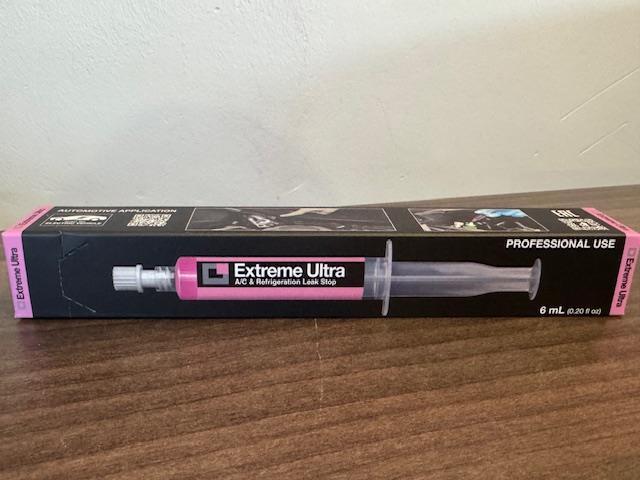 AUTOMOTIVE APPLICATION
EAC
PROFESSIONAL USE
Extreme Ultra
Extreme Ultra
A/C & Refrigeration Leak Stop
Extreme Ultra
6 mL (0.20 fl oz)